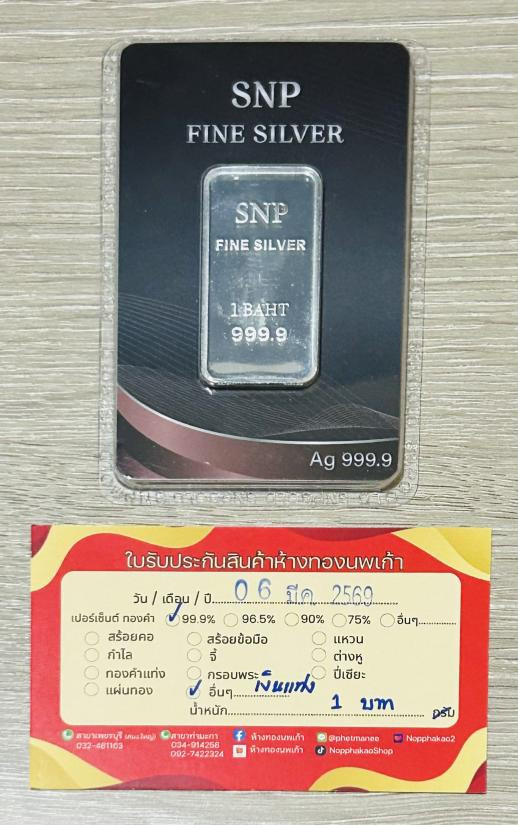 SNP
FINE SILVER
SNP
FINE SILVER
1 BAHT
999.9
Ag 999.9
ใบรับประกันสินค้าห้างทองนพเก้า
วัน / เดือน / ปี 06 มีค 2569
เปอร์เซ็นต์ ทองคำ 99.9% 96.5% 90% 75% อื่นๆ
สร้อยคอ สร้อยข้อมือ แหวน
กำไล จี้ ต่างหู
ทองคำแท่ง กรอบพระ ปี่เซียะ
แผ่นทอง อื่นๆ เงินแท่ง
น้ำหนัก 1 บาท กรัม
สาขาเพชรบุรี สาขาท่ามะกา ห้างทองนพเก้า @phetmanee Nopphakao2
032-461163 034-914256 ห้างทองนพเก้า NopphakaoShop
092-7422324